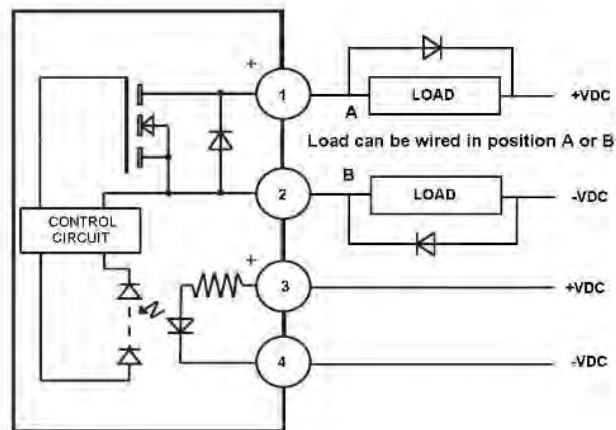 +
1
A
LOAD
+VDC
Load can be wired in position A or B
2
B
LOAD
-VDC
CONTROL
CIRCUIT
+
3
+VDC
4
-VDC